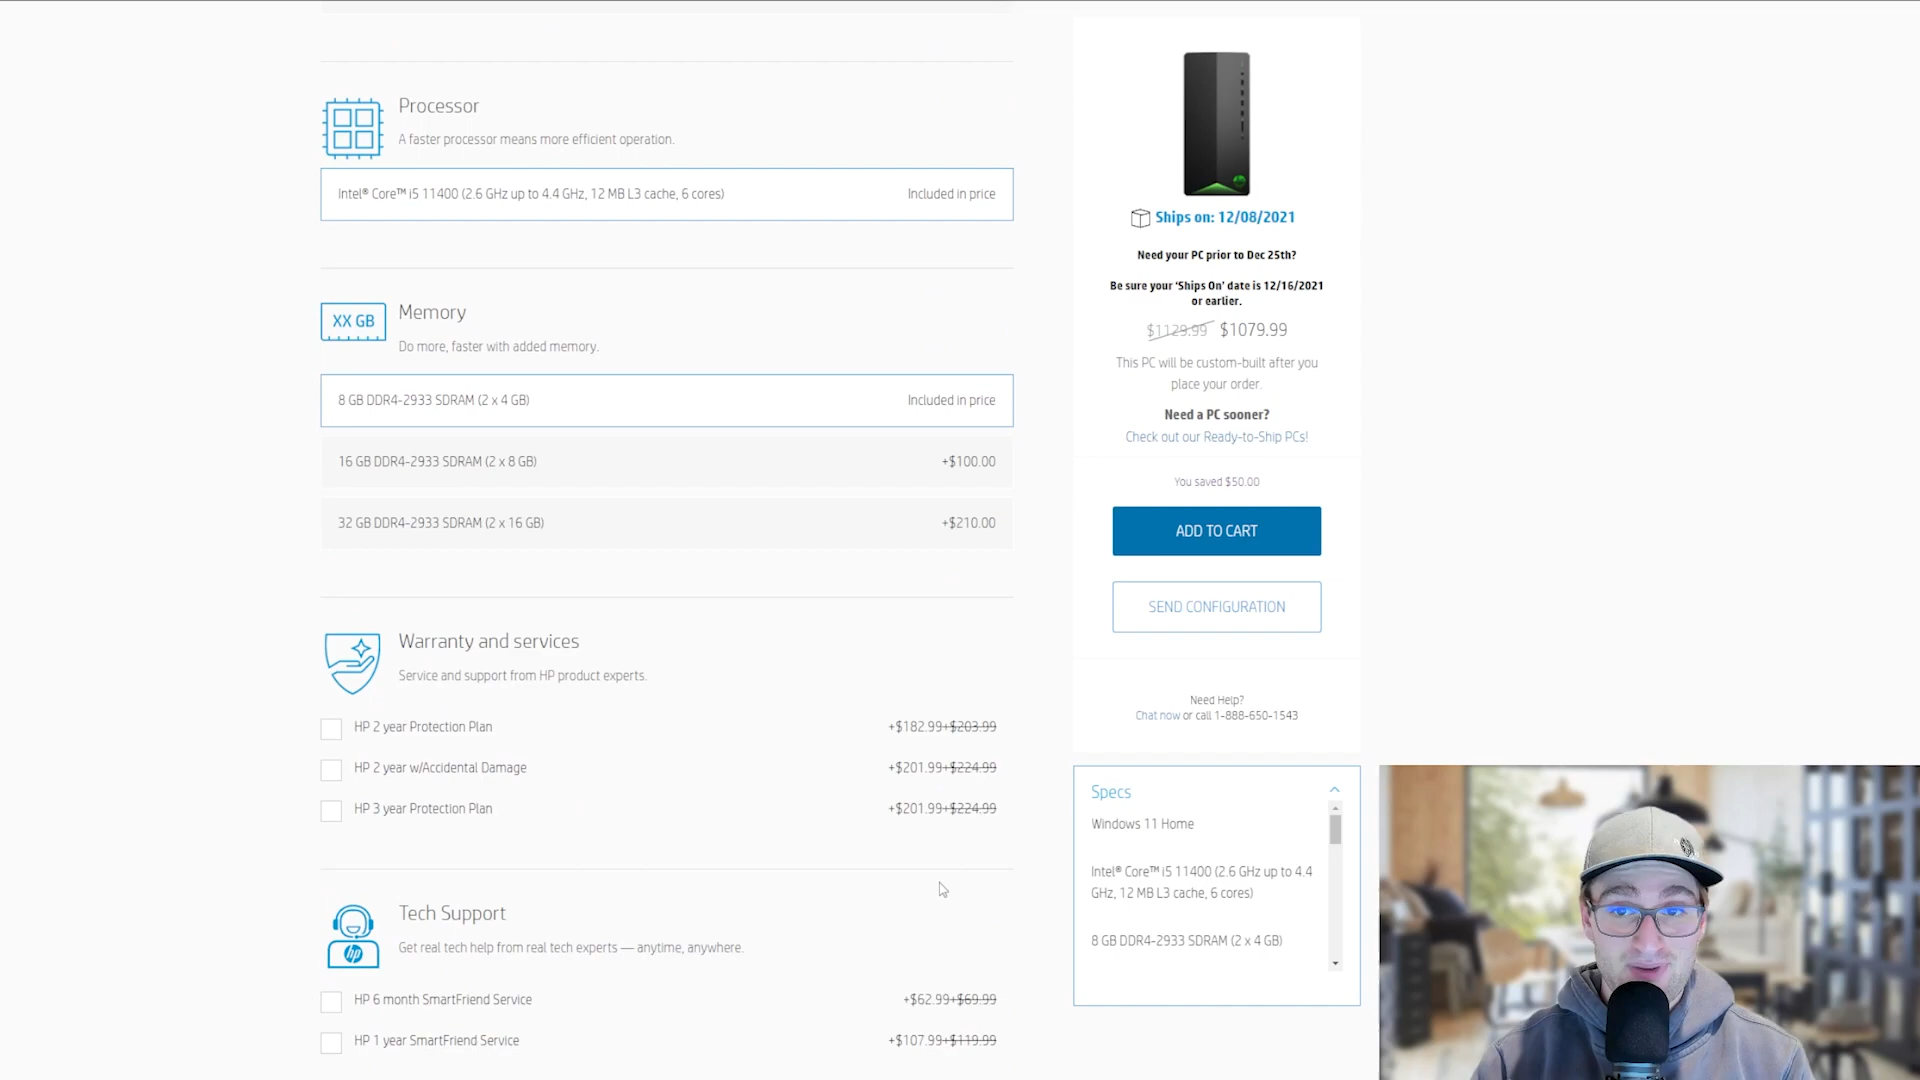 Processor
A faster processor means more efficient operation.
Intel® Core™ i5 11400 (2.6 GHz up to 4.4 GHz, 12 MB L3 cache, 6 cores) Included in price
XX GB
Memory
Do more, faster with added memory.
8 GB DDR4-2933 SDRAM (2 x 4 GB) Included in price
16 GB DDR4-2933 SDRAM (2 x 8 GB) +$100.00
32 GB DDR4-2933 SDRAM (2 x 16 GB) +$210.00
Warranty and services
Service and support from HP product experts.
HP 2 year Protection Plan +$182.99+$203.99
HP 2 year w/Accidental Damage +$201.99+$224.99
HP 3 year Protection Plan +$201.99+$224.99
Tech Support
hp
Get real tech help from real tech experts — anytime, anywhere.
HP 6 month SmartFriend Service +$62.99+$69.99
HP 1 year SmartFriend Service +$107.99+$119.99
Ships on: 12/08/2021
Need your PC prior to Dec 25th?
Be sure your 'Ships On' date is 12/16/2021
or earlier.
$1129.99 $1079.99
This PC will be custom-built after you
place your order.
Need a PC sooner?
Check out our Ready-to-Ship PCs!
You saved $50.00
ADD TO CART
SEND CONFIGURATION
Need Help?
Chat now or call 1-888-650-1543
Specs
Windows 11 Home
Intel® Core™ i5 11400 (2.6 GHz up to 4.4
GHz, 12 MB L3 cache, 6 cores)
8 GB DDR4-2933 SDRAM (2 x 4 GB)